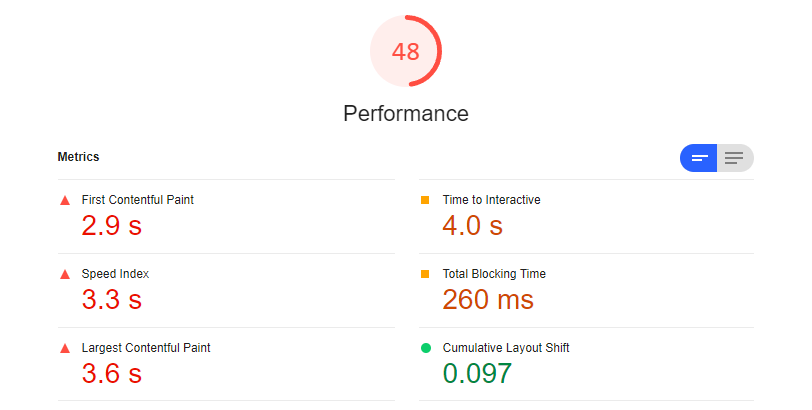 48
Performance
Metrics
First Contentful Paint
2.9 s
Time to Interactive
4.0 s
Speed Index
3.3 s
Total Blocking Time
260 ms
Largest Contentful Paint
3.6 s
Cumulative Layout Shift
0.097